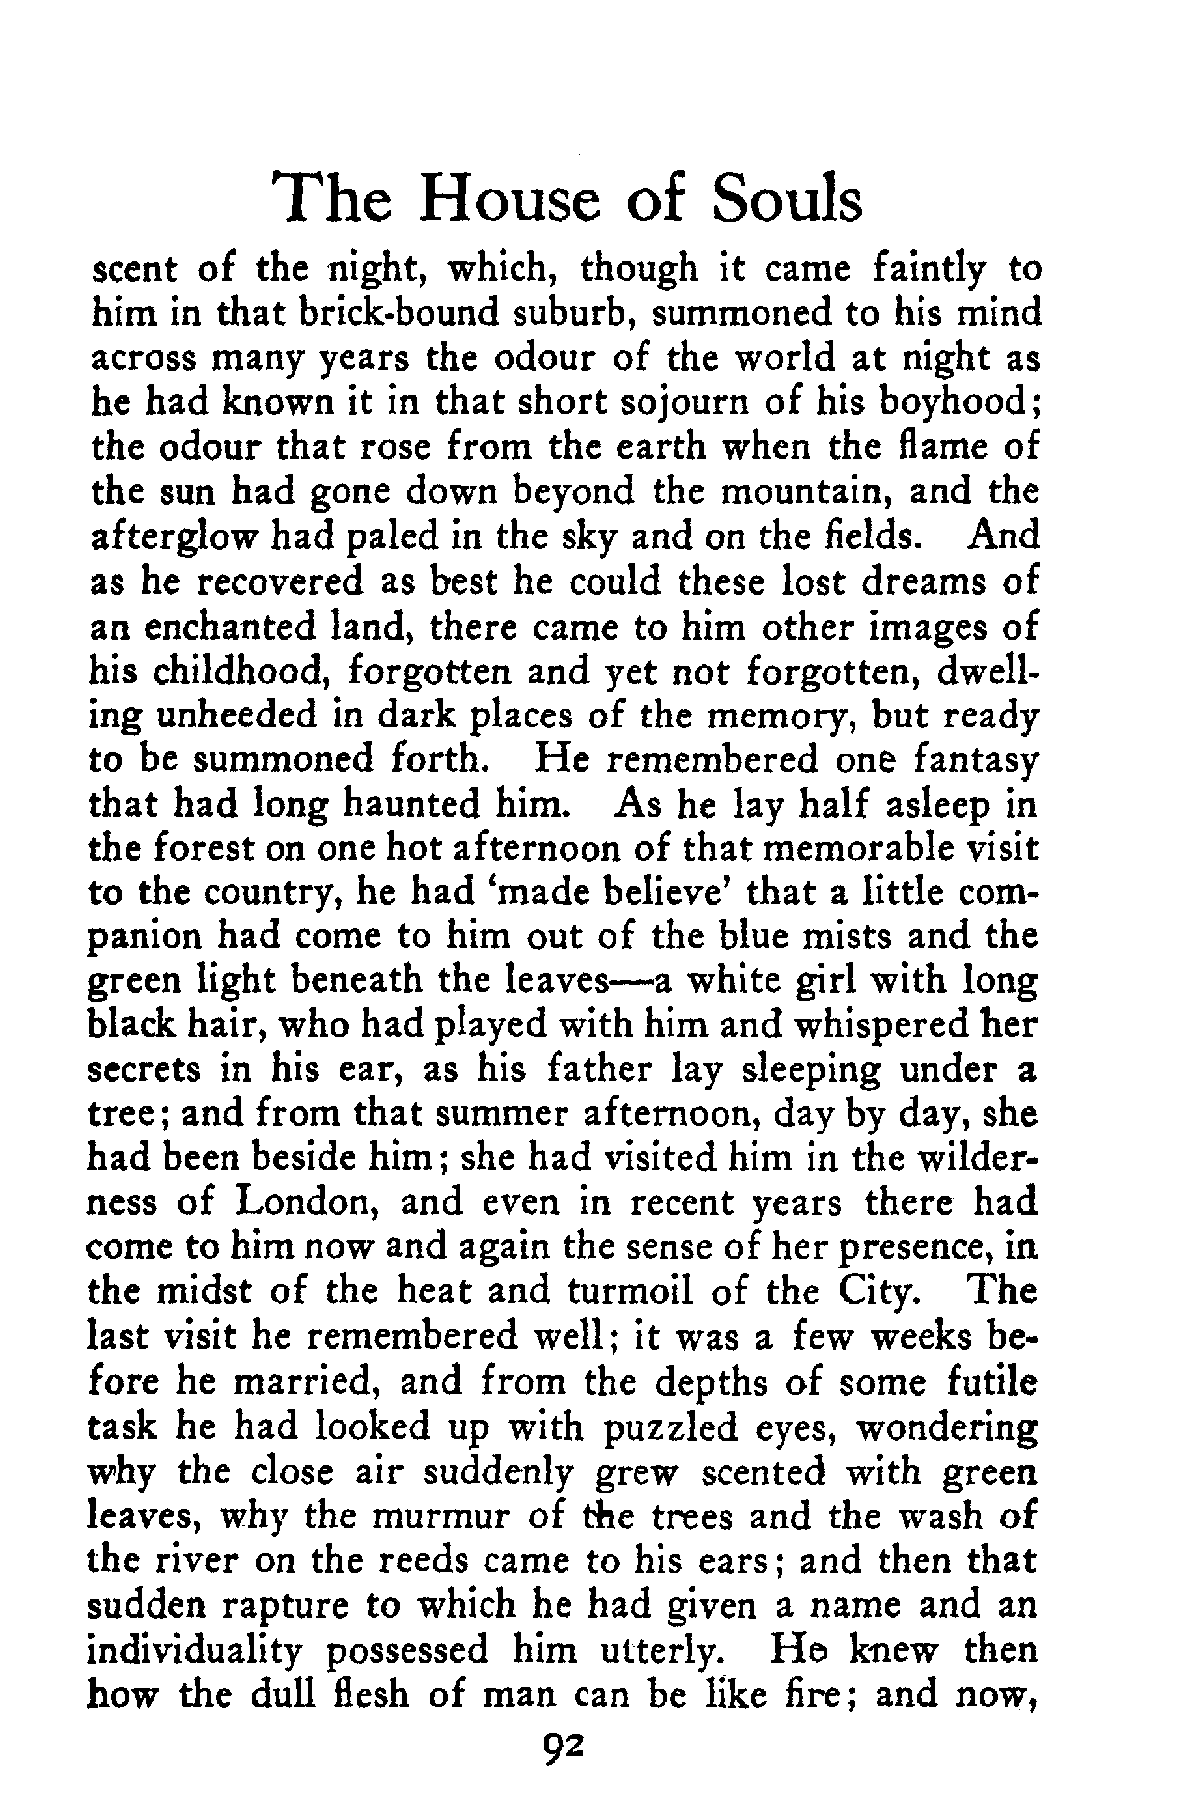 The House of Souls
scent of the night, which, though it came faintly to
him in that brick-bound suburb, summoned to his mind
across many years the odour of the world at night as
he had known it in that short sojourn of his boyhood;
the odour that rose from the earth when the flame of
the sun had gone down beyond the mountain, and the
afterglow had paled in the sky and on the fields. And
as he recovered as best he could these lost dreams of
an enchanted land, there came to him other images of
his childhood, forgotten and yet not forgotten, dwell-
ing unheeded in dark places of the memory, but ready
to be summoned forth. He remembered one fantasy
that had long haunted him. As he lay half asleep in
the forest on one hot afternoon of that memorable visit
to the country, he had ‘made believe’ that a little com-
panion had come to him out of the blue mists and the
green light beneath the leaves—a white girl with long
black hair, who had played with him and whispered her
secrets in his ear, as his father lay sleeping under a
tree; and from that summer afternoon, day by day, she
had been beside him; she had visited him in the wilder-
ness of London, and even in recent years there had
come to him now and again the sense of her presence, in
the midst of the heat and turmoil of the City. The
last visit he remembered well; it was a few weeks be-
fore he married, and from the depths of some futile
task he had looked up with puzzled eyes, wondering
why the close air suddenly grew scented with green
leaves, why the murmur of the trees and the wash of
the river on the reeds came to his ears; and then that
sudden rapture to which he had given a name and an
individuality possessed him utterly. He knew then
how the dull flesh of man can be like fire; and now,
92